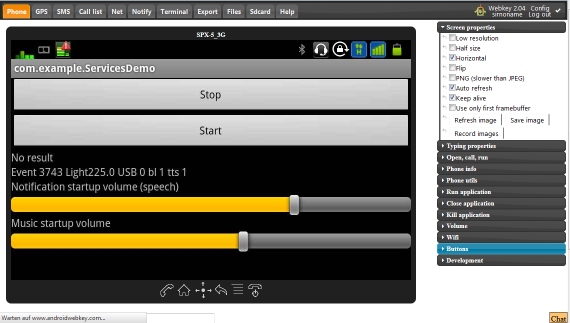 Phone GPS SMS Call list Net Notify Terminal Export Files Sdcard Help
Webkey 2.04 Config
simoname Log out
SPX-5_3G
com.example.ServicesDemo
Stop
Start
No result
Event 3743 Light225.0 USB 0 bl 1 tts 1
Notification startup volume (speech)
Music startup volume
Screen properties
Low resolution
Half size
Horizontal
Flip
PNG (slower than JPEG)
Auto refresh
Keep alive
Use only first framebuffer
Refresh image Save image
Record images
Typing properties
Open, call, run
Phone info
Phone utils
Run application
Close application
Kill application
Volume
Wifi
Buttons
Development
Warten auf www.androidwebkey.com...
Chat